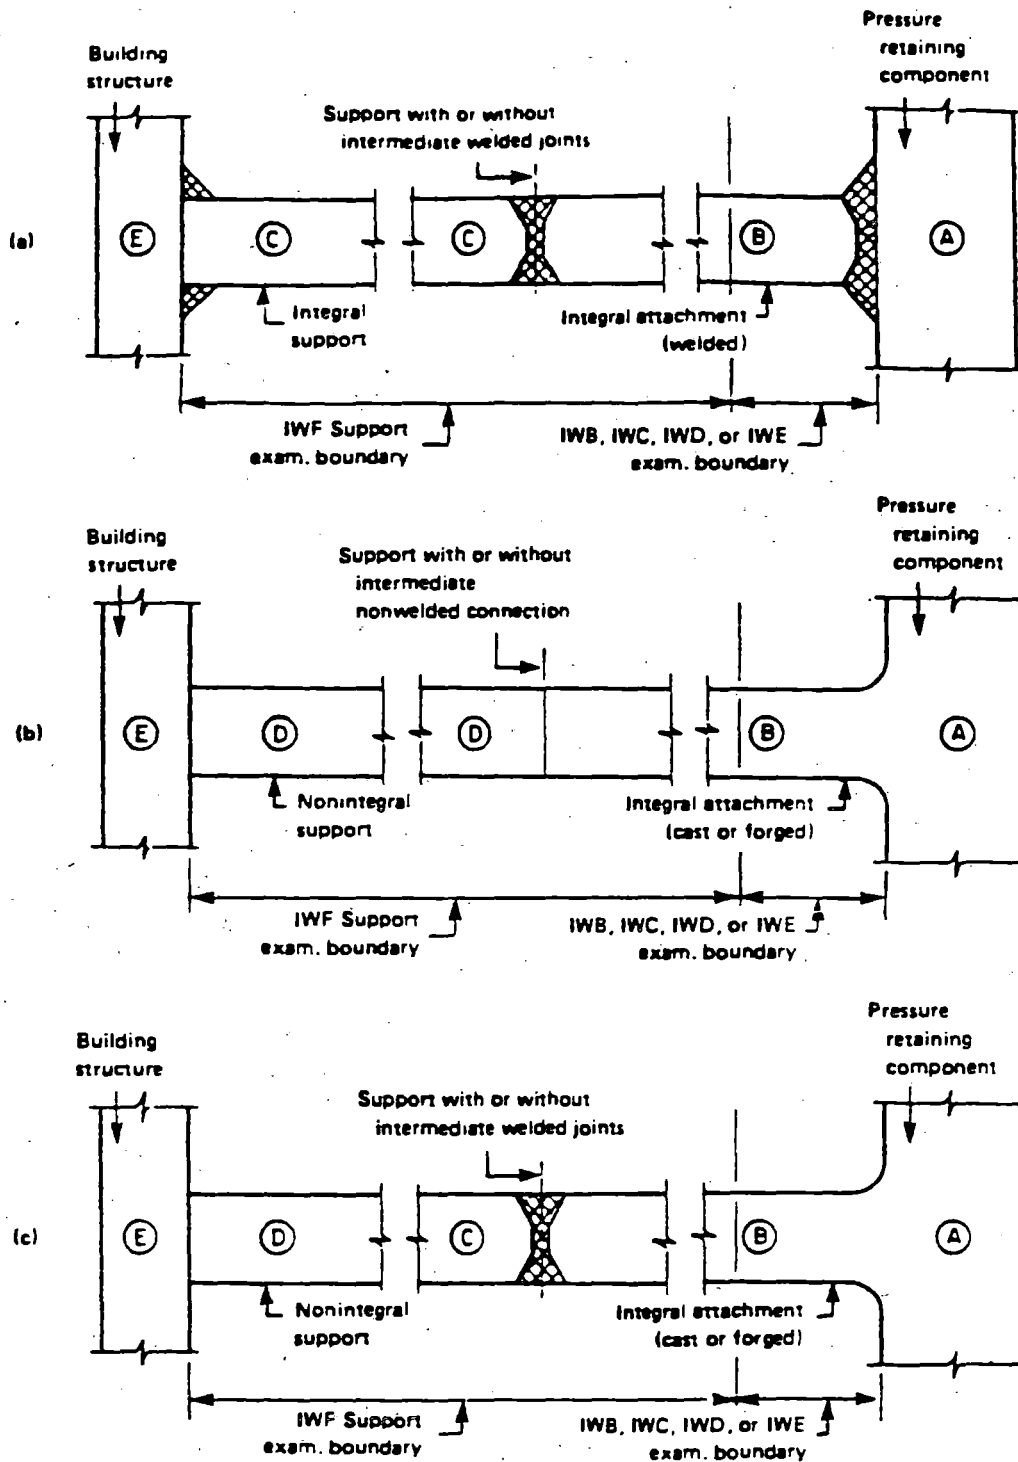 Building
structure
Pressure
retaining
component
Support with or without
intermediate welded joints
(a)
E
C
C
B
A
Integral
support
Integral attachment
(welded)
IWF Support
exam. boundary
IWB, IWC, IWD, or IWE
exam. boundary
Building
structure
Pressure
retaining
component
Support with or without
intermediate
nonwelded connection
(b)
E
D
D
B
A
Nonintegral
support
Integral attachment
(cast or forged)
IWF Support
exam. boundary
IWB, IWC, IWD, or IWE
exam. boundary
Building
structure
Pressure
retaining
component
Support with or without
intermediate welded joints
(c)
E
D
C
B
A
Nonintegral
support
Integral attachment
(cast or forged)
IWF Support
exam. boundary
IWB, IWC, IWD, or IWE
exam. boundary